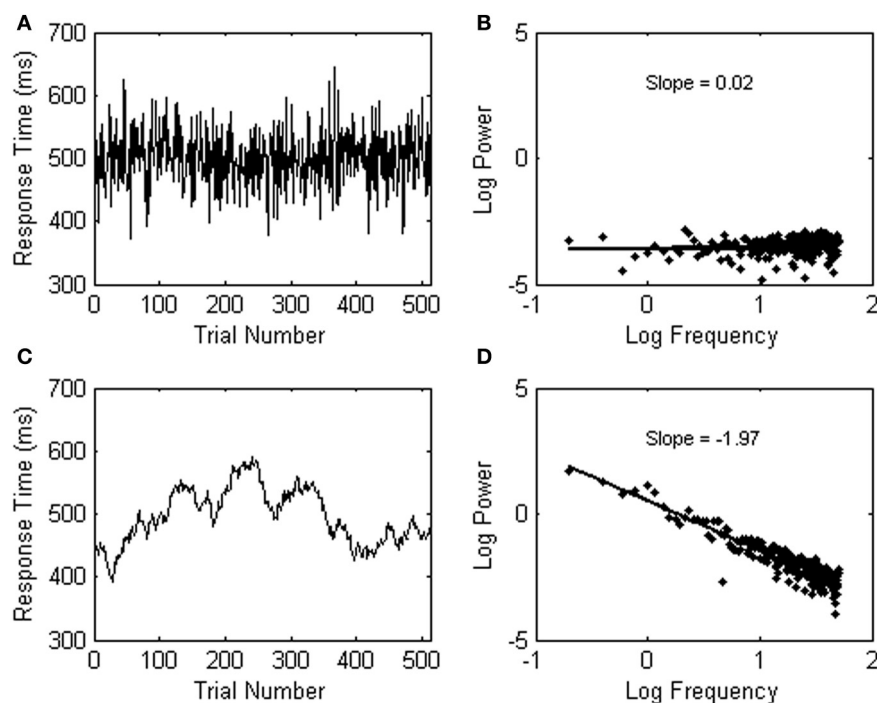 A
700
600
500
400
300
Response Time (ms)
0 100 200 300 400 500
Trial Number
B
5
0
-5
Log Power
Slope = 0.02
-1 0 1 2
Log Frequency
C
700
600
500
400
300
Response Time (ms)
0 100 200 300 400 500
Trial Number
D
5
0
-5
Log Power
Slope = -1.97
-1 0 1 2
Log Frequency